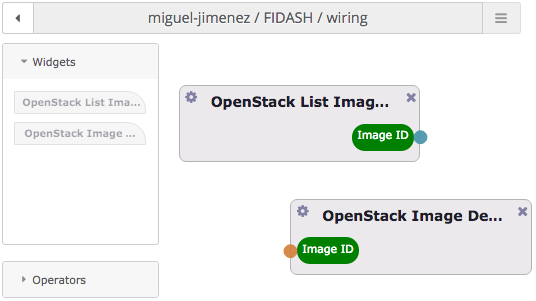 miguel-jimenez / FIDASH / wiring
Widgets
OpenStack List Imag...
OpenStack Image ...
Operators
OpenStack List Imag...
Image ID
OpenStack Image De...
Image ID